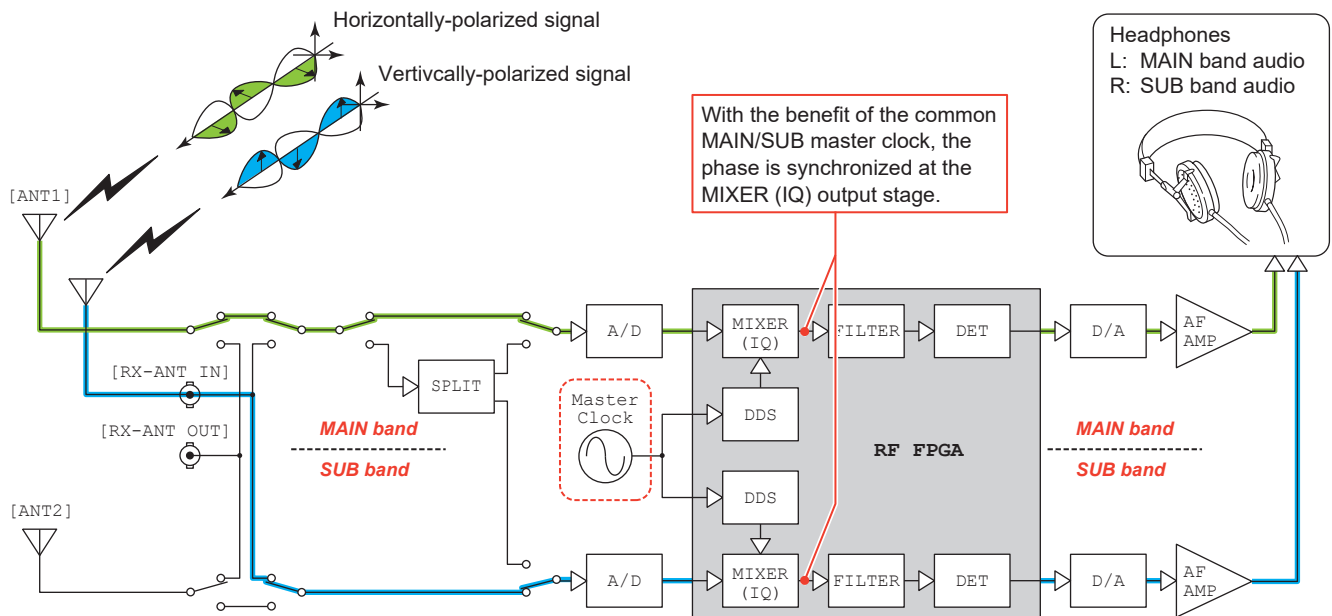 Horizontally-polarized signal
Vertivcally-polarized signal
Headphones
L: MAIN band audio
R: SUB band audio
With the benefit of the common
MAIN/SUB master clock, the
phase is synchronized at the
MIXER (IQ) output stage.
[ANT1]
A/D
MIXER
(IQ)
FILTER
DET
D/A
AF
AMP
[RX-ANT IN]
SPLIT
Master
Clock
DDS
[RX-ANT OUT]
MAIN band
SUB band
RF FPGA
MAIN band
SUB band
DDS
[ANT2]
A/D
MIXER
(IQ)
FILTER
DET
D/A
AF
AMP